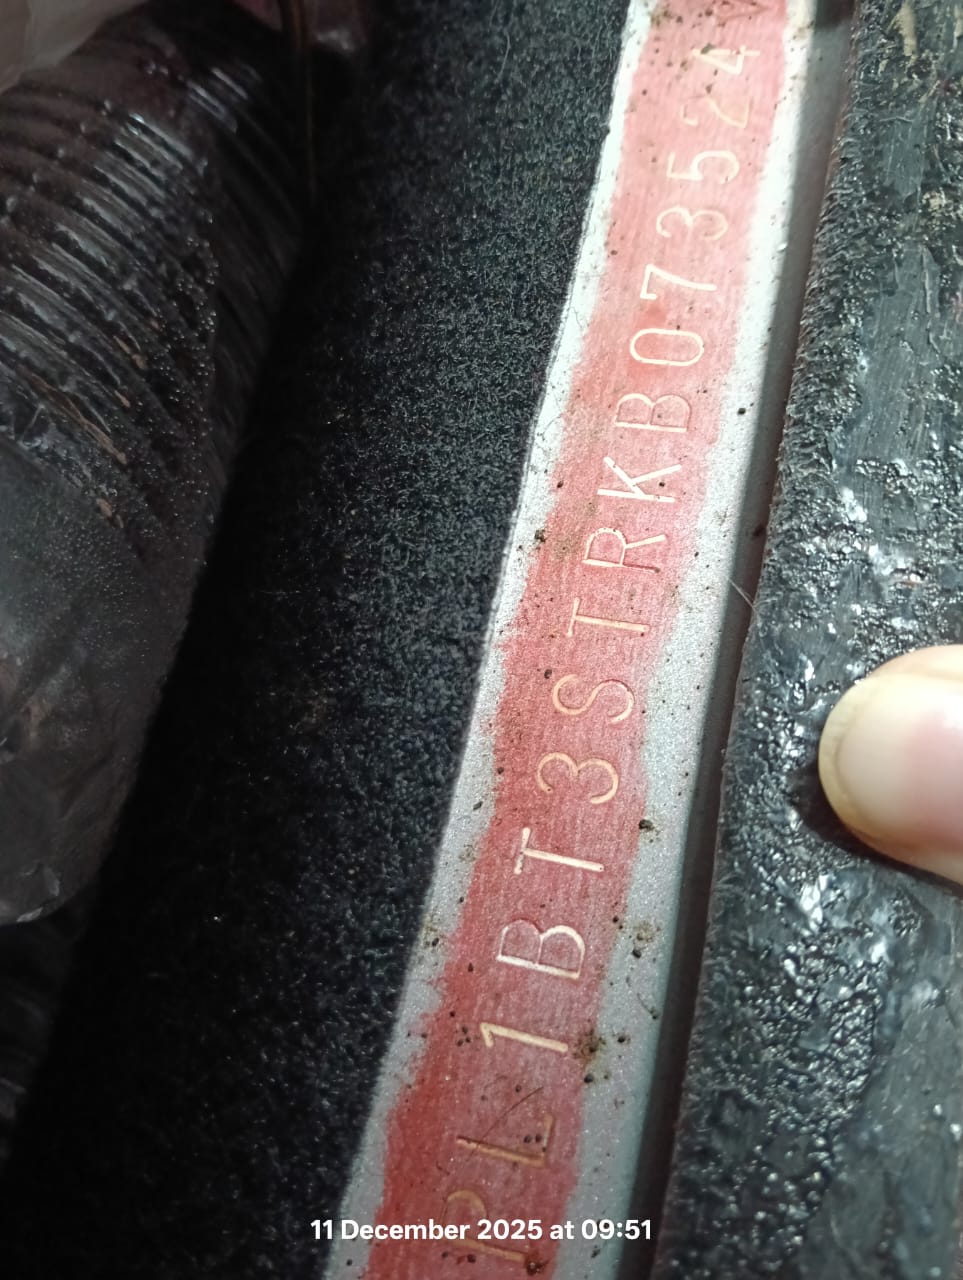 PL1BT3STRKB073524
11 December 2025 at 09:51